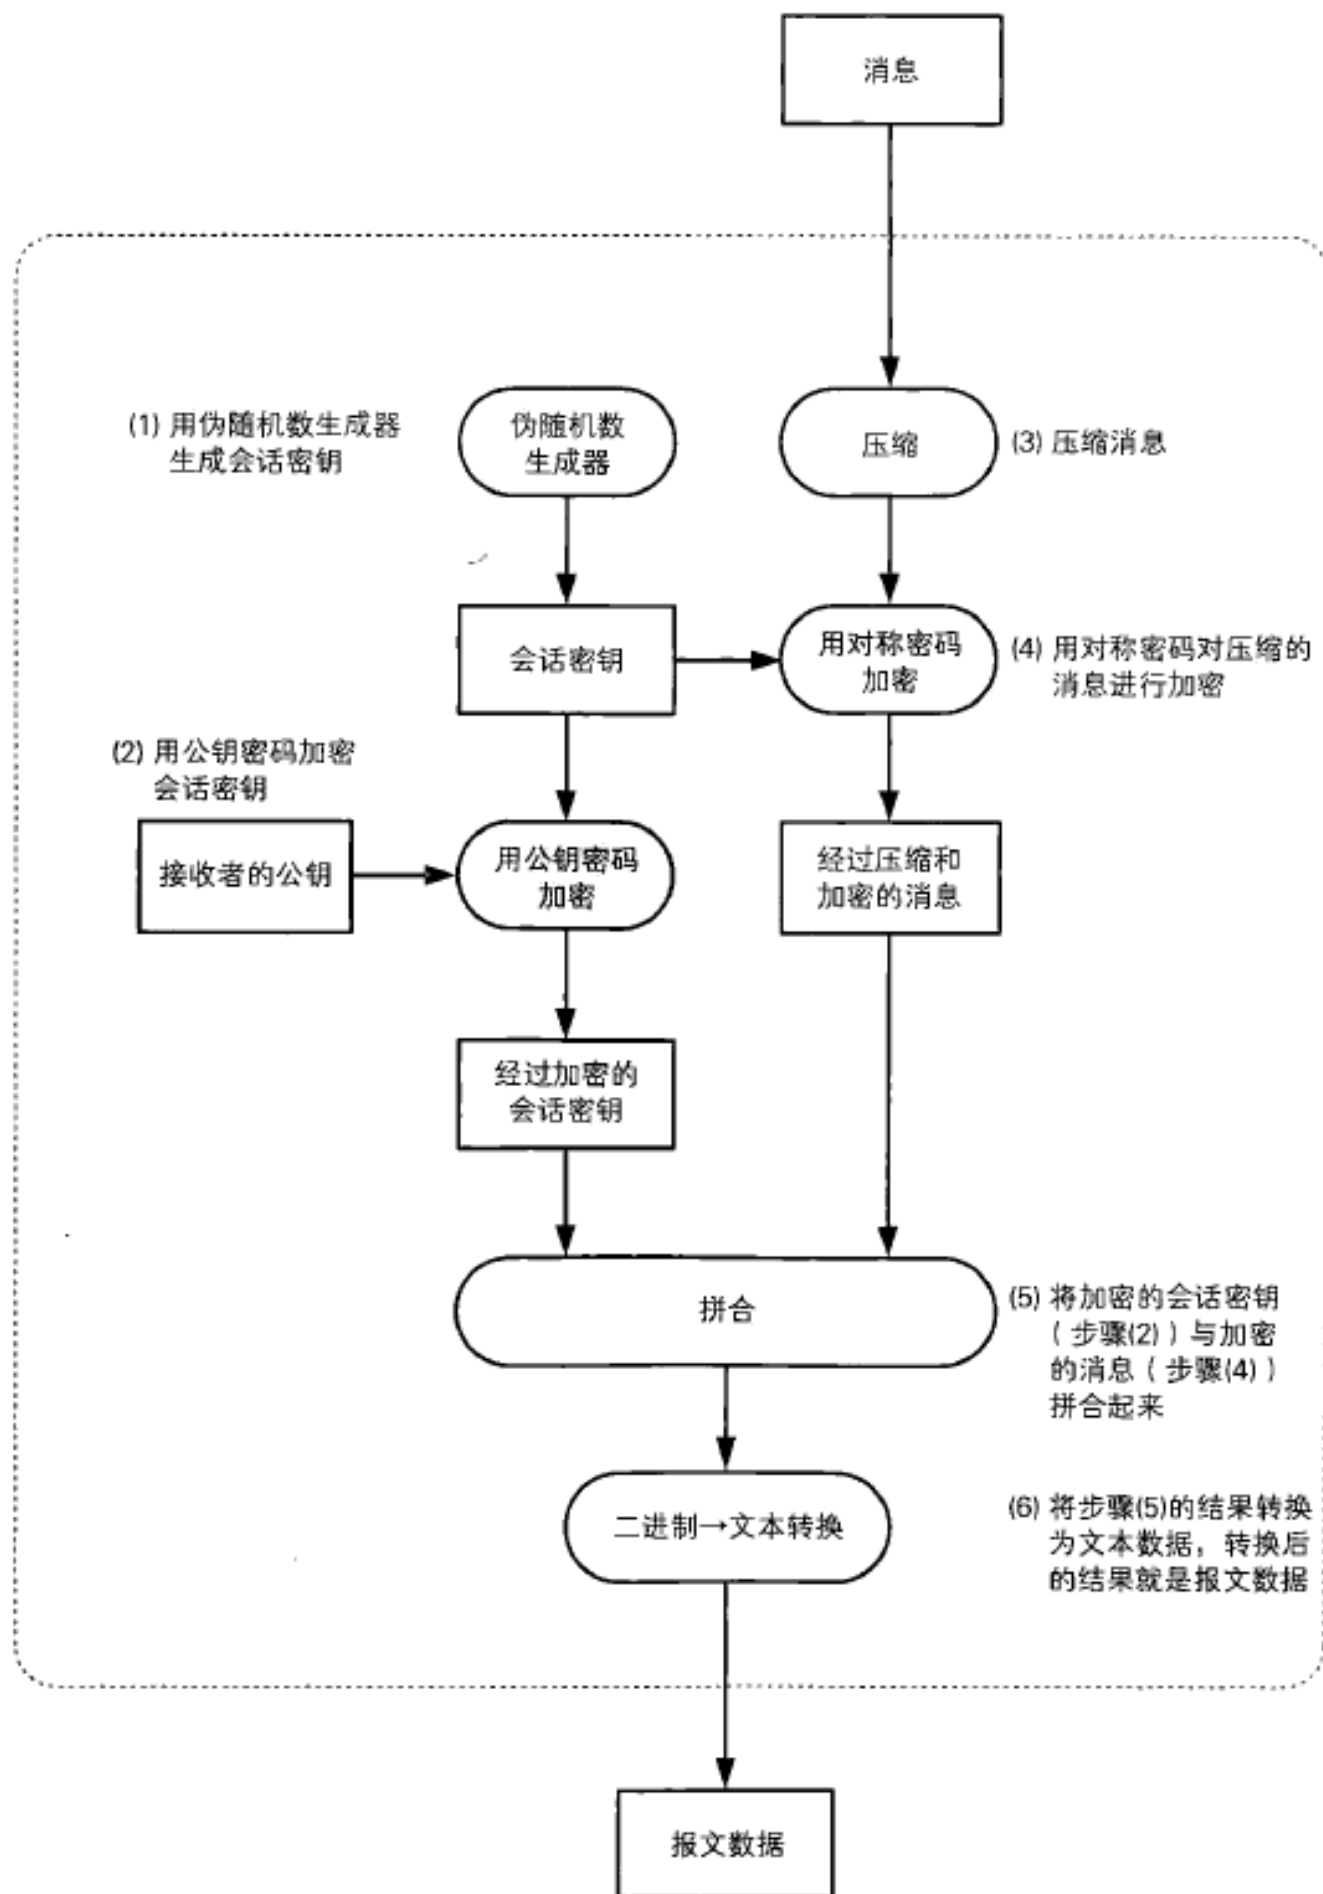 消息
(1) 用伪随机数生成器
生成会话密钥
伪随机数
生成器
压缩
(3) 压缩消息
会话密钥
用对称密码
加密
(4) 用对称密码对压缩的
消息进行加密
(2) 用公钥密码加密
会话密钥
接收者的公钥
用公钥密码
加密
经过压缩和
加密的消息
经过加密的
会话密钥
拼合
(5) 将加密的会话密钥
(步骤(2))与加密
的消息(步骤(4))
拼合起来
二进制→文本转换
(6) 将步骤(5)的结果转换
为文本数据，转换后
的结果就是报文数据
报文数据